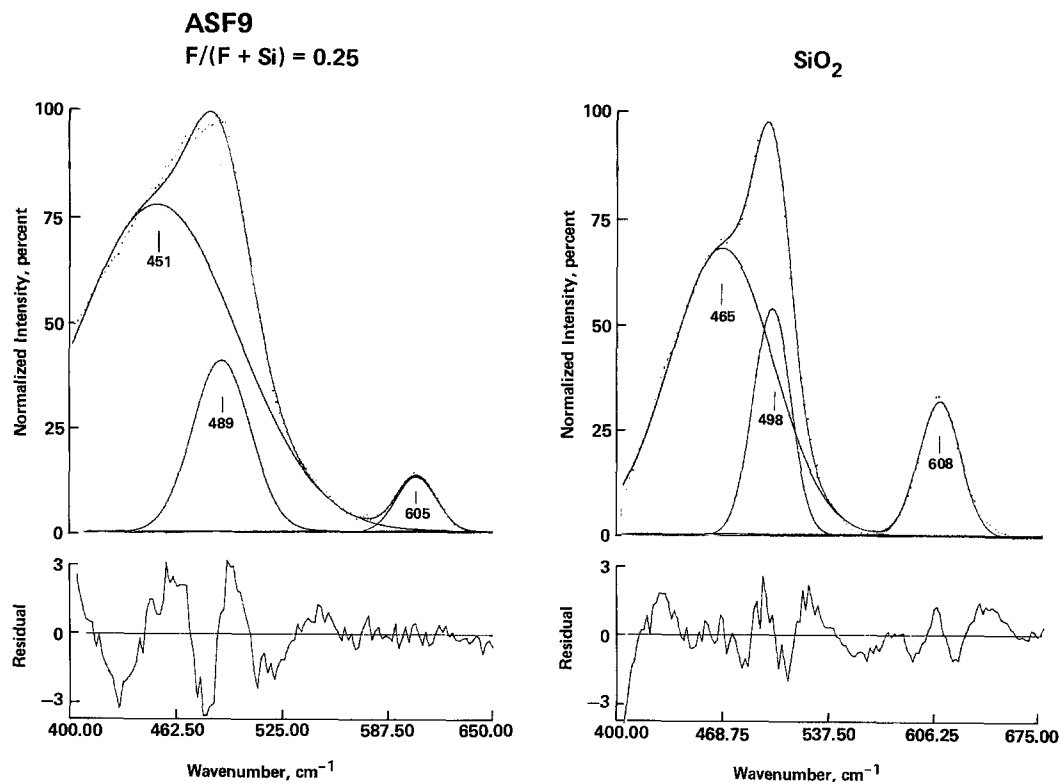 ASF9
F/(F + Si) = 0.25
100
75
50
25
0
Normalized Intensity, percent
451
489
605
3
0
−3
Residual
400.00 462.50 525.00 587.50 650.00
Wavenumber, cm⁻¹
SiO₂
100
75
50
25
0
Normalized Intensity, percent
465
498
608
3
0
−3
Residual
400.00 468.75 537.50 606.25 675.00
Wavenumber, cm⁻¹